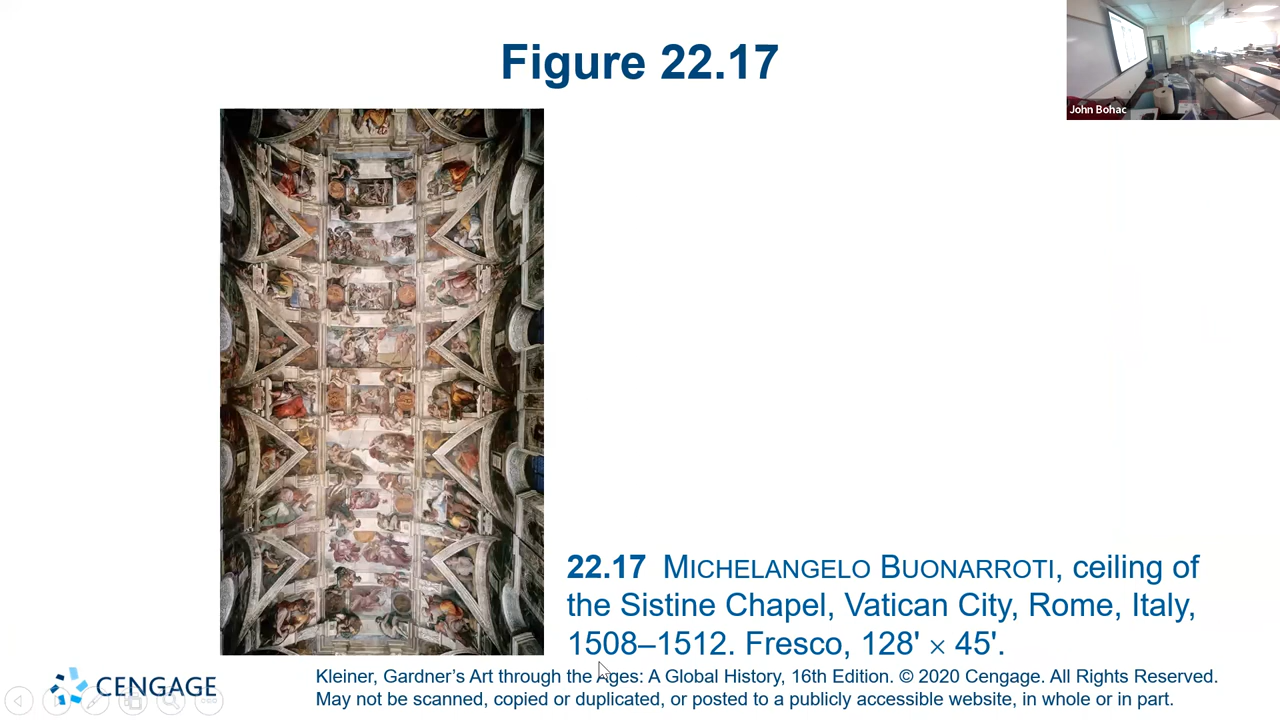 Figure 22.17
John Bohac
22.17 MICHELANGELO BUONARROTI, ceiling of
the Sistine Chapel, Vatican City, Rome, Italy,
1508–1512. Fresco, 128' × 45'.
CENGAGE
Kleiner, Gardner's Art through the Ages: A Global History, 16th Edition. © 2020 Cengage. All Rights Reserved.
May not be scanned, copied or duplicated, or posted to a publicly accessible website, in whole or in part.